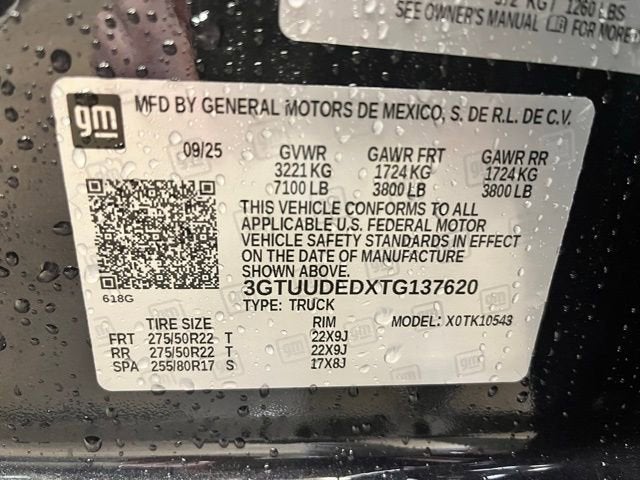 1260 LBS
SEE OWNER'S MANUAL FOR MORE
gm
MFD BY GENERAL MOTORS DE MEXICO, S. DE R.L. DE C.V.
09/25 GVWR GAWR FRT GAWR RR
3221 KG 1724 KG 1724 KG
7100 LB 3800 LB 3800 LB
THIS VEHICLE CONFORMS TO ALL
APPLICABLE U.S. FEDERAL MOTOR
VEHICLE SAFETY STANDARDS IN EFFECT
ON THE DATE OF MANUFACTURE
SHOWN ABOVE.
618G
3GTUUDEDXTG137620
TYPE: TRUCK
TIRE SIZE RIM MODEL: X0TK10543
FRT 275/50R22 T 22X9J
RR 275/50R22 T 22X9J
SPA 255/80R17 S 17X8J